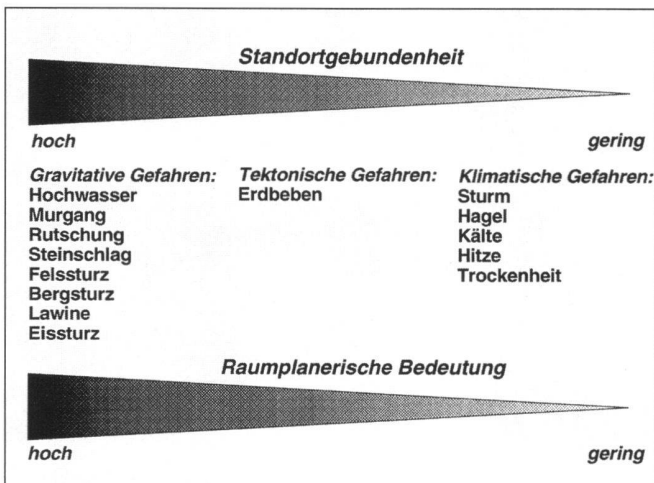 Standortgebundenheit
hoch gering
Gravitative Gefahren:
Hochwasser
Murgang
Rutschung
Steinschlag
Felssturz
Bergsturz
Lawine
Eissturz
Tektonische Gefahren:
Erdbeben
Klimatische Gefahren:
Sturm
Hagel
Kälte
Hitze
Trockenheit
Raumplanerische Bedeutung
hoch gering